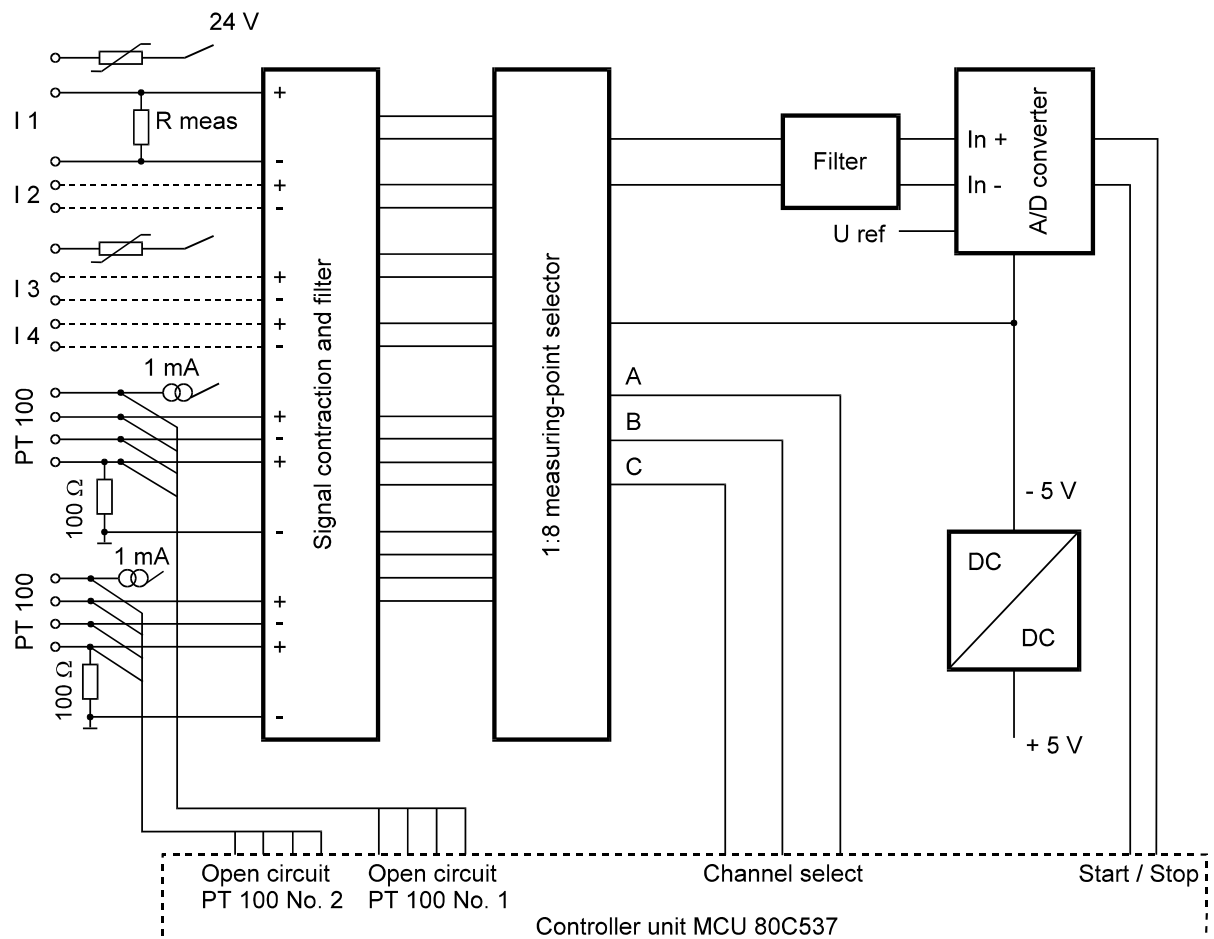 24 V
I 1
R meas
+
-
I 2
+
-
I 3
+
-
I 4
+
-
1 mA
PT 100
+
-
+
100 Ω
-
1 mA
PT 100
+
-
+
100 Ω
-
Signal contraction and filter
1:8 measuring-point selector
Filter
In +
In -
A/D converter
U ref
A
B
C
- 5 V
DC
DC
+ 5 V
Open circuit
PT 100 No. 2
Open circuit
PT 100 No. 1
Channel select
Start / Stop
Controller unit MCU 80C537